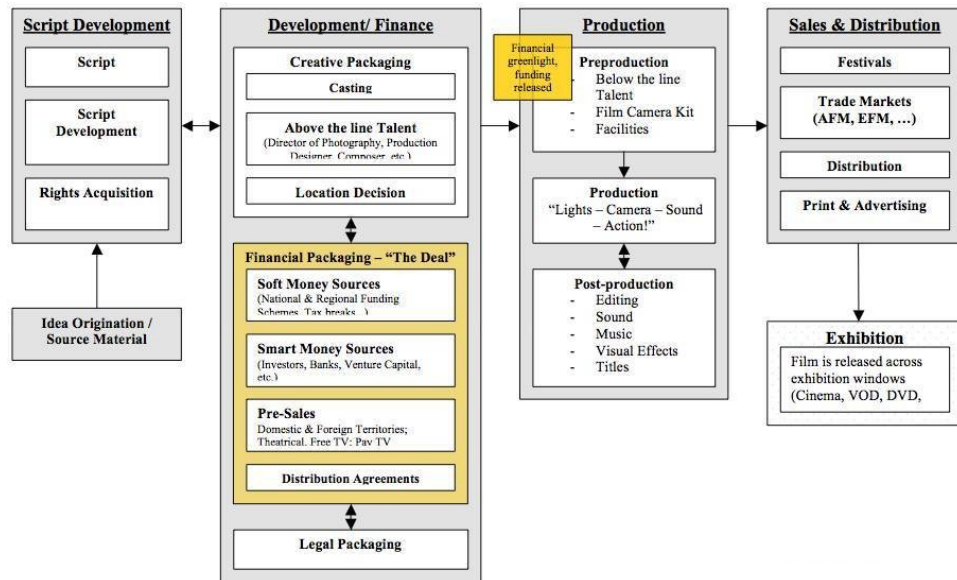 Script Development
Script
Script
Development
Rights Acquisition
Idea Origination /
Source Material
Development/ Finance
Creative Packaging
Casting
Above the line Talent
(Director of Photography, Production
Designer, Composer, etc.)
Location Decision
Financial Packaging – “The Deal”
Soft Money Sources
(National & Regional Funding
Schemes, Tax breaks...)
Smart Money Sources
(Investors, Banks, Venture Capital,
etc.)
Pre-Sales
Domestic & Foreign Territories;
Theatrical, Free TV; Pay TV
Distribution Agreements
Legal Packaging
Financial
greenlight,
funding
released
Production
Preproduction
- Below the line
Talent
- Film Camera Kit
- Facilities
Production
“Lights – Camera – Sound
– Action!”
Post-production
- Editing
- Sound
- Music
- Visual Effects
- Titles
Sales & Distribution
Festivals
Trade Markets
(AFM, EFM, …)
Distribution
Print & Advertising
Exhibition
Film is released across
exhibition windows
(Cinema, VOD, DVD,